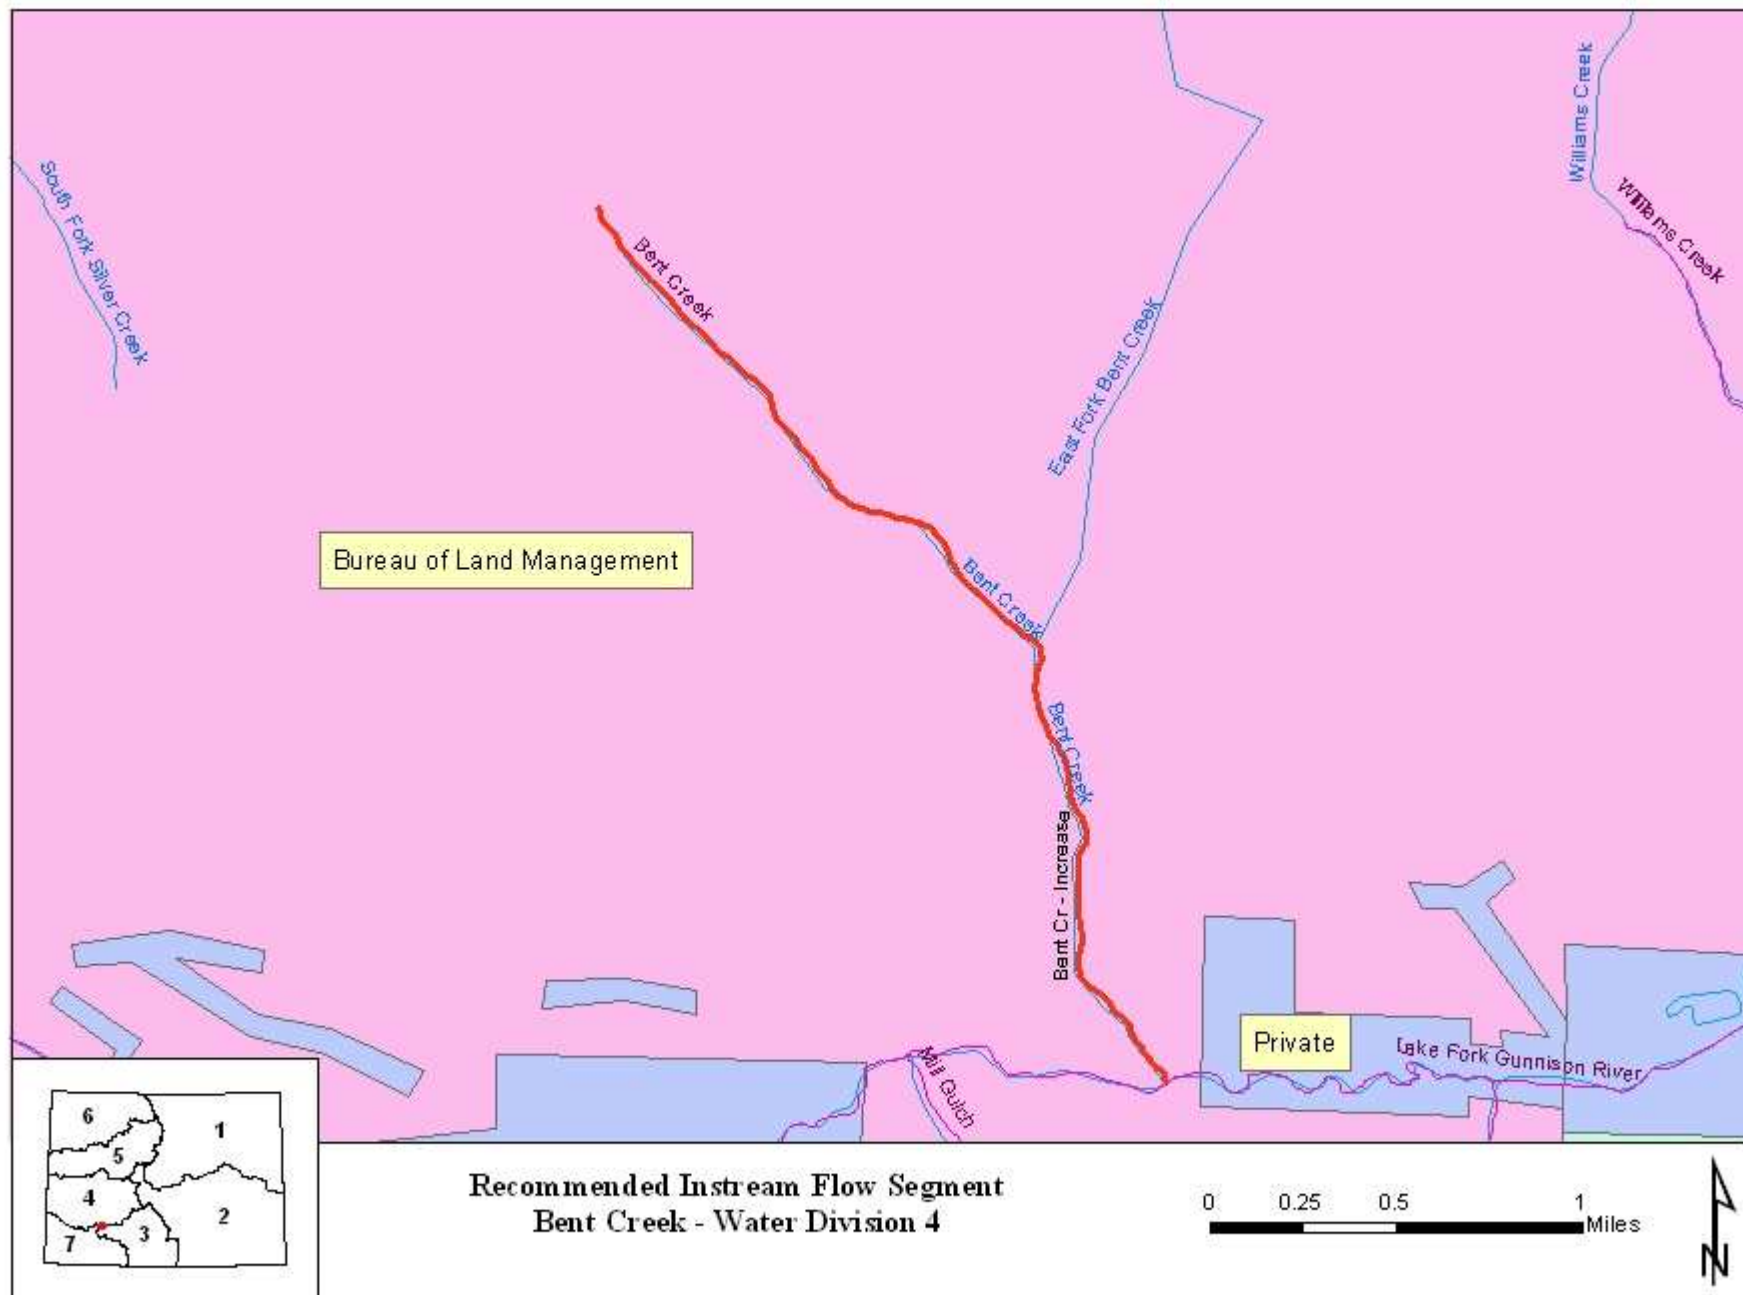 Williams Creek
South Fork Silver Creek
Williams Creek
Bent Creek
East Fork Bent Creek
Bureau of Land Management
Bent Creek
Bent Creek
Bent Cr - Increase
Private
Lake Fork Gunnison River
Mill Gulch
6
1
5
4
2
3
7
Recommended Instream Flow Segment
Bent Creek - Water Division 4
0 0.25 0.5 1
Miles
N